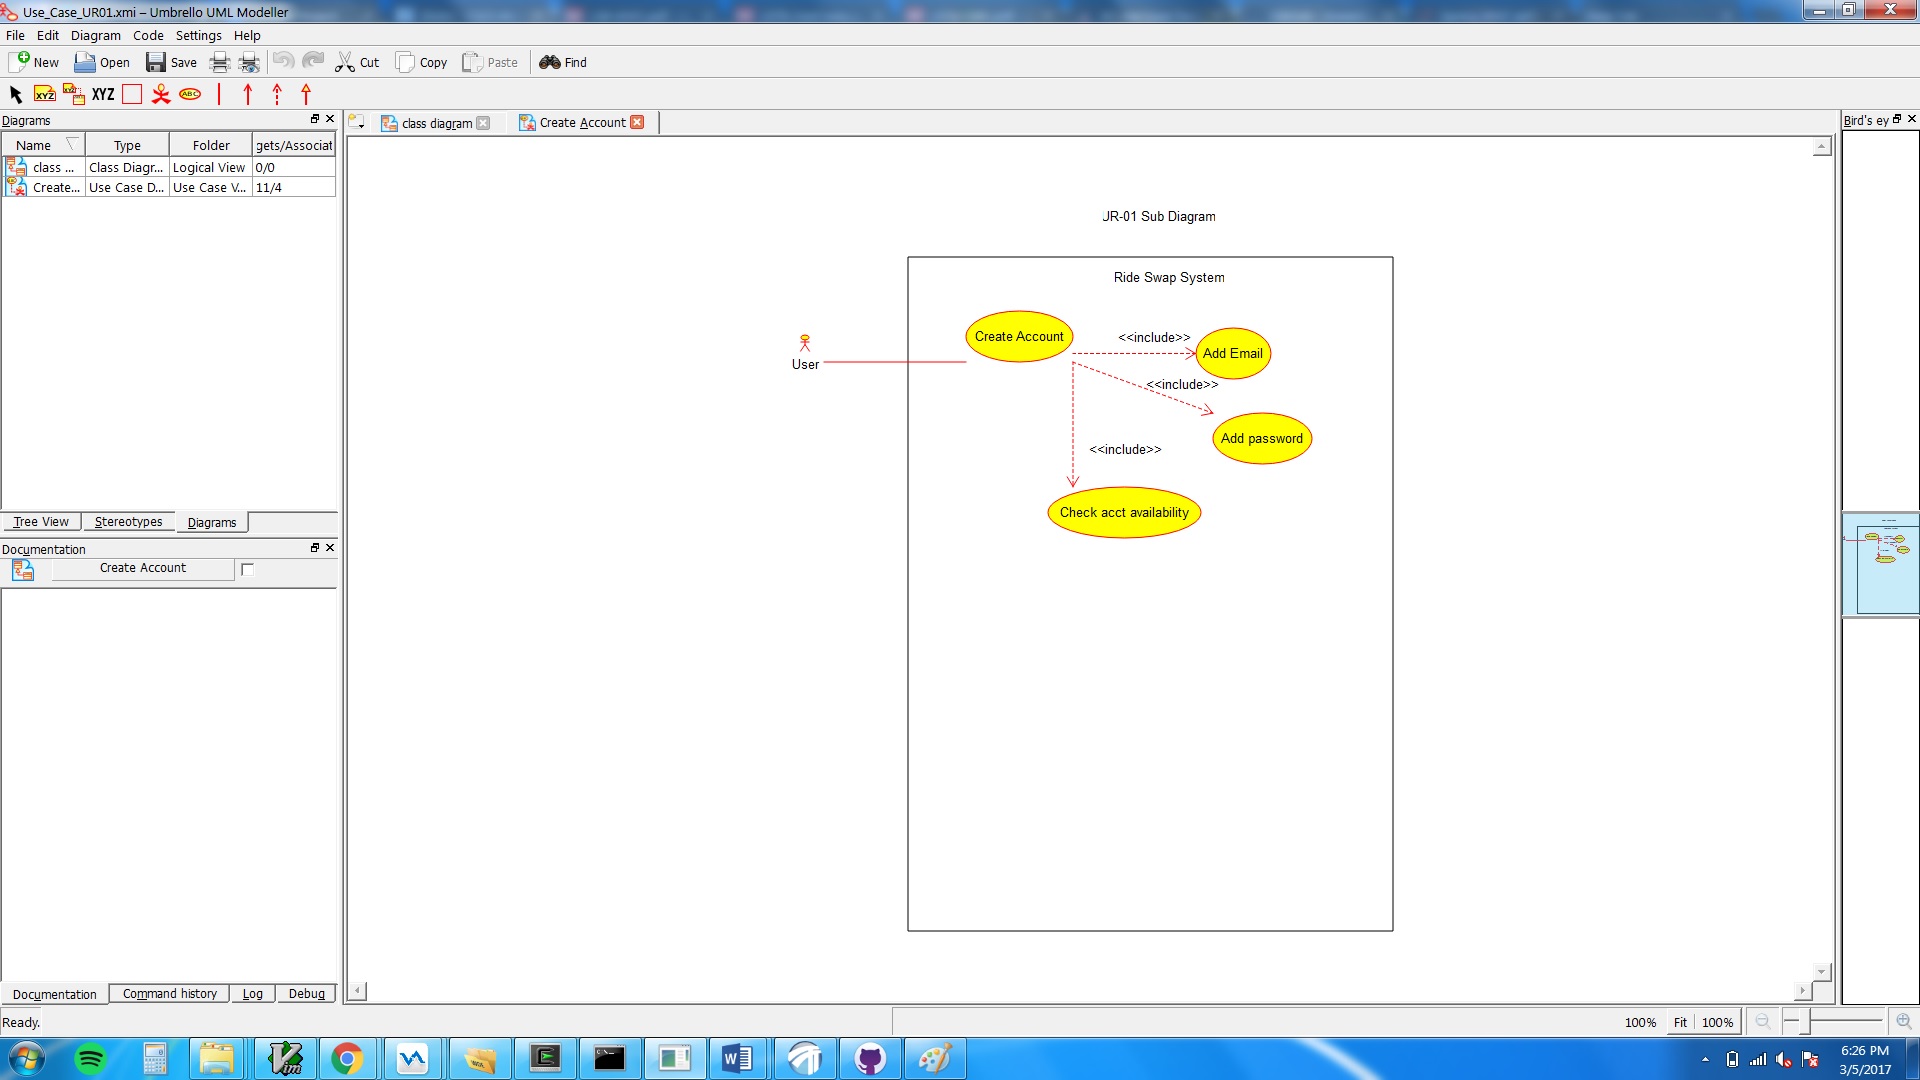 Use_Case_UR01.xmi – Umbrello UML Modeller
File Edit Diagram Code Settings Help
New Open Save Cut Copy Paste Find
XYZ XYZ XYZ ABC
Diagrams
class diagram Create Account
Bird's ey
Name Type Folder gets/Associat
class ... Class Diagr... Logical View 0/0
Create... Use Case D... Use Case V... 11/4
UR-01 Sub Diagram
Ride Swap System
Create Account
<<include>>
Add Email
User
<<include>>
Add password
<<include>>
Check acct availability
Tree View Stereotypes Diagrams
Documentation
Create Account
Documentation Command history Log Debug
Ready.
100% Fit 100%
6:26 PM
3/5/2017